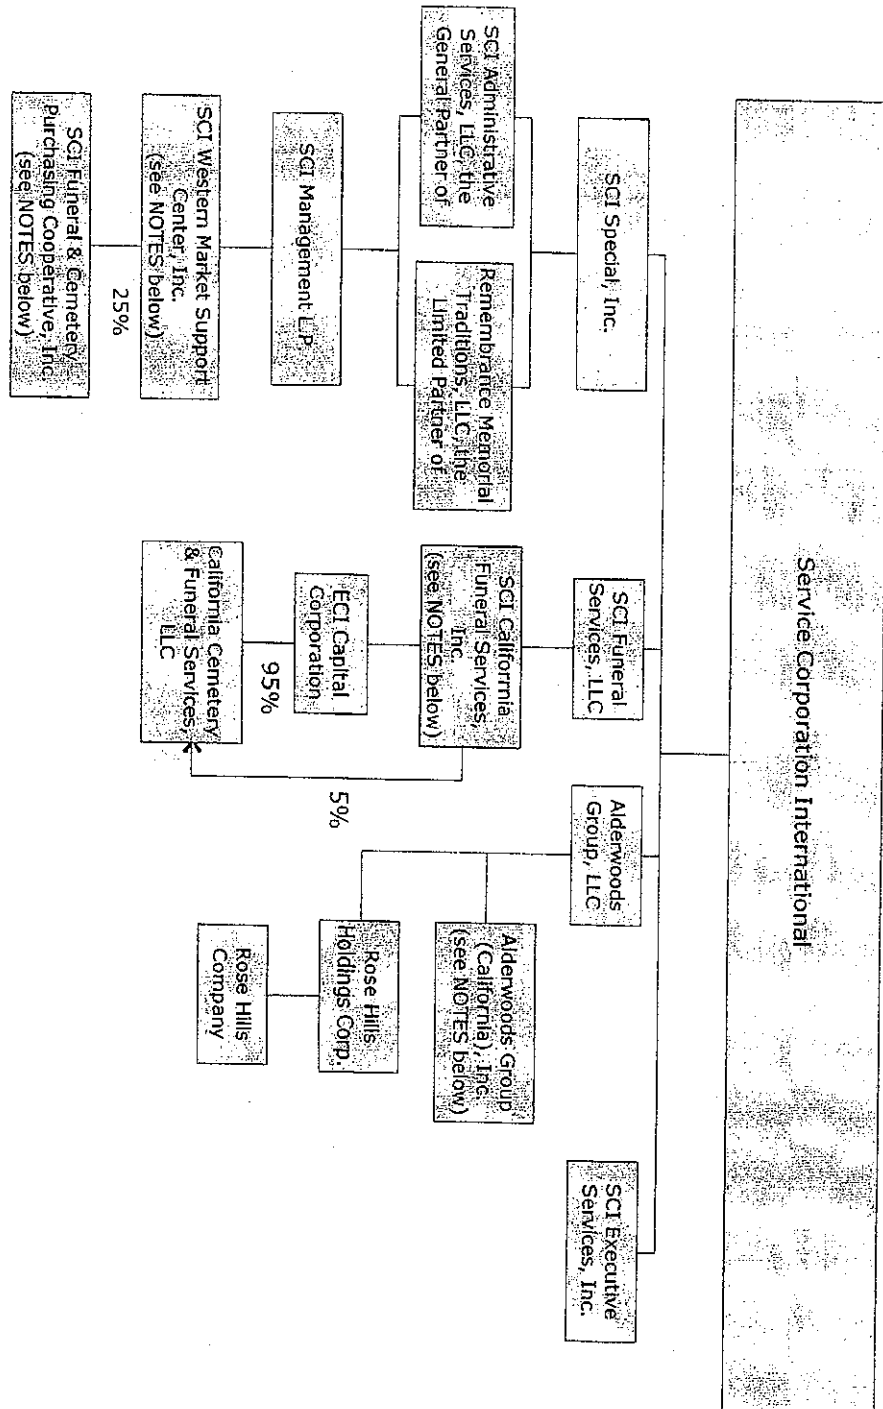 Service Corporation International
SCI Special, Inc.
SCI Funeral
Services, LLC
Alderwoods
Group, LLC
SCI Executive
Services, Inc.
SCI Administrative
Services, LLC, the
General Partner of
Remembrance Memorial
Traditions, LLC, the
Limited Partner of
SCI California
Funeral Services,
Inc.
(see NOTES below)
Alderwoods Group
(California), Inc.
(see NOTES below)
SCI Management L.P.
ECI Capital
Corporation
5%
Rose Hills
Holdings Corp.
95%
SCI Western Market Support
Center, Inc.
(see NOTES below)
California Cemetery
& Funeral Services,
LLC
Rose Hills
Company
25%
SCI Funeral & Cemetery
Purchasing Cooperative, Inc.
(see NOTES below)